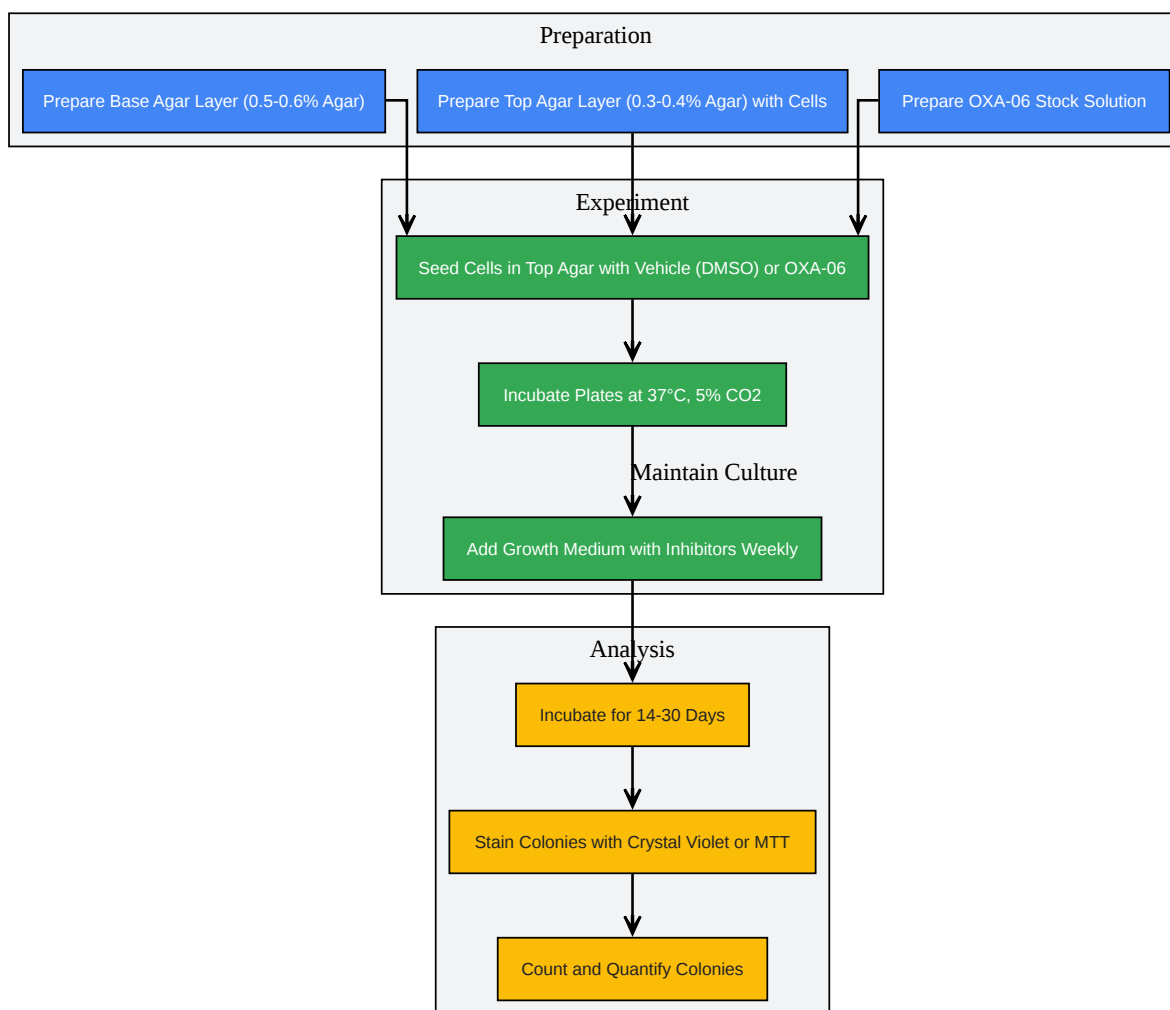 Preparation
Prepare Base Agar Layer (0.5-0.6% Agar)
Prepare Top Agar Layer (0.3-0.4% Agar) with Cells
Prepare OXA-06 Stock Solution
Experiment
Seed Cells in Top Agar with Vehicle (DMSO) or OXA-06
Incubate Plates at 37°C, 5% CO2
Maintain Culture
Add Growth Medium with Inhibitors Weekly
Analysis
Incubate for 14-30 Days
Stain Colonies with Crystal Violet or MTT
Count and Quantify Colonies